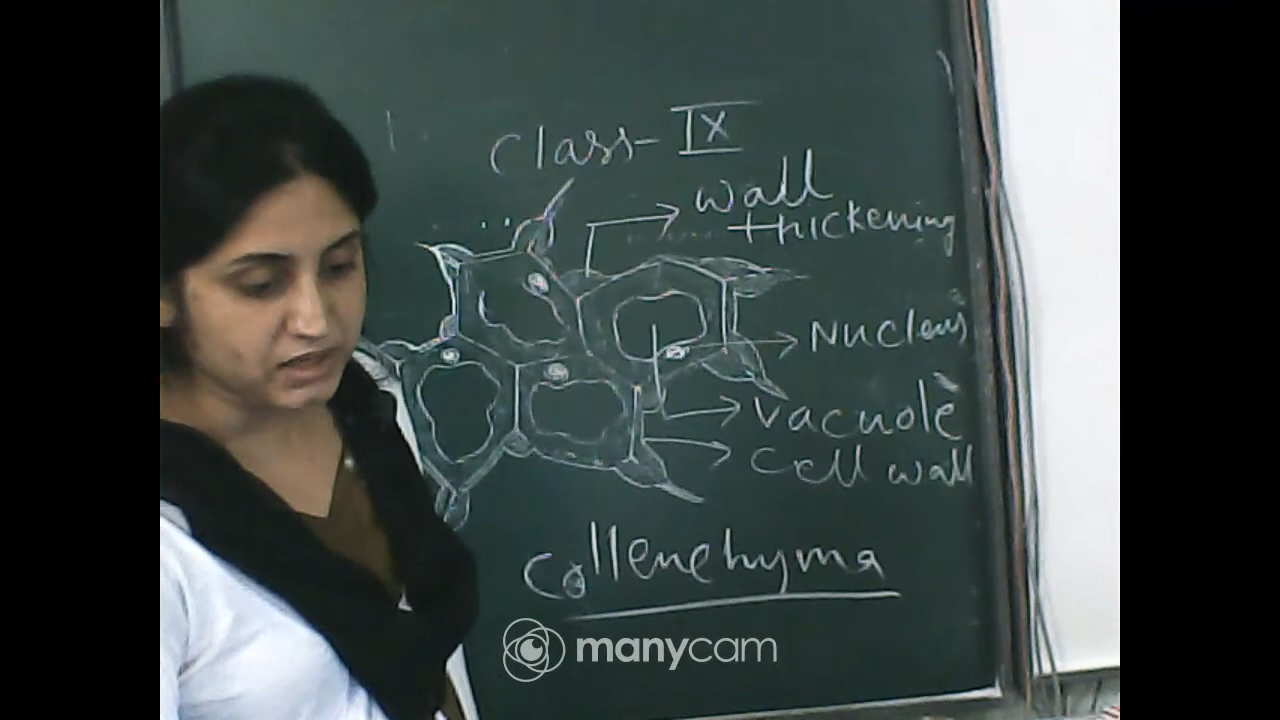 Class - IX
Wall
thickening
Nucleus
Vacuole
Cell wall
Collenchyma
manycam